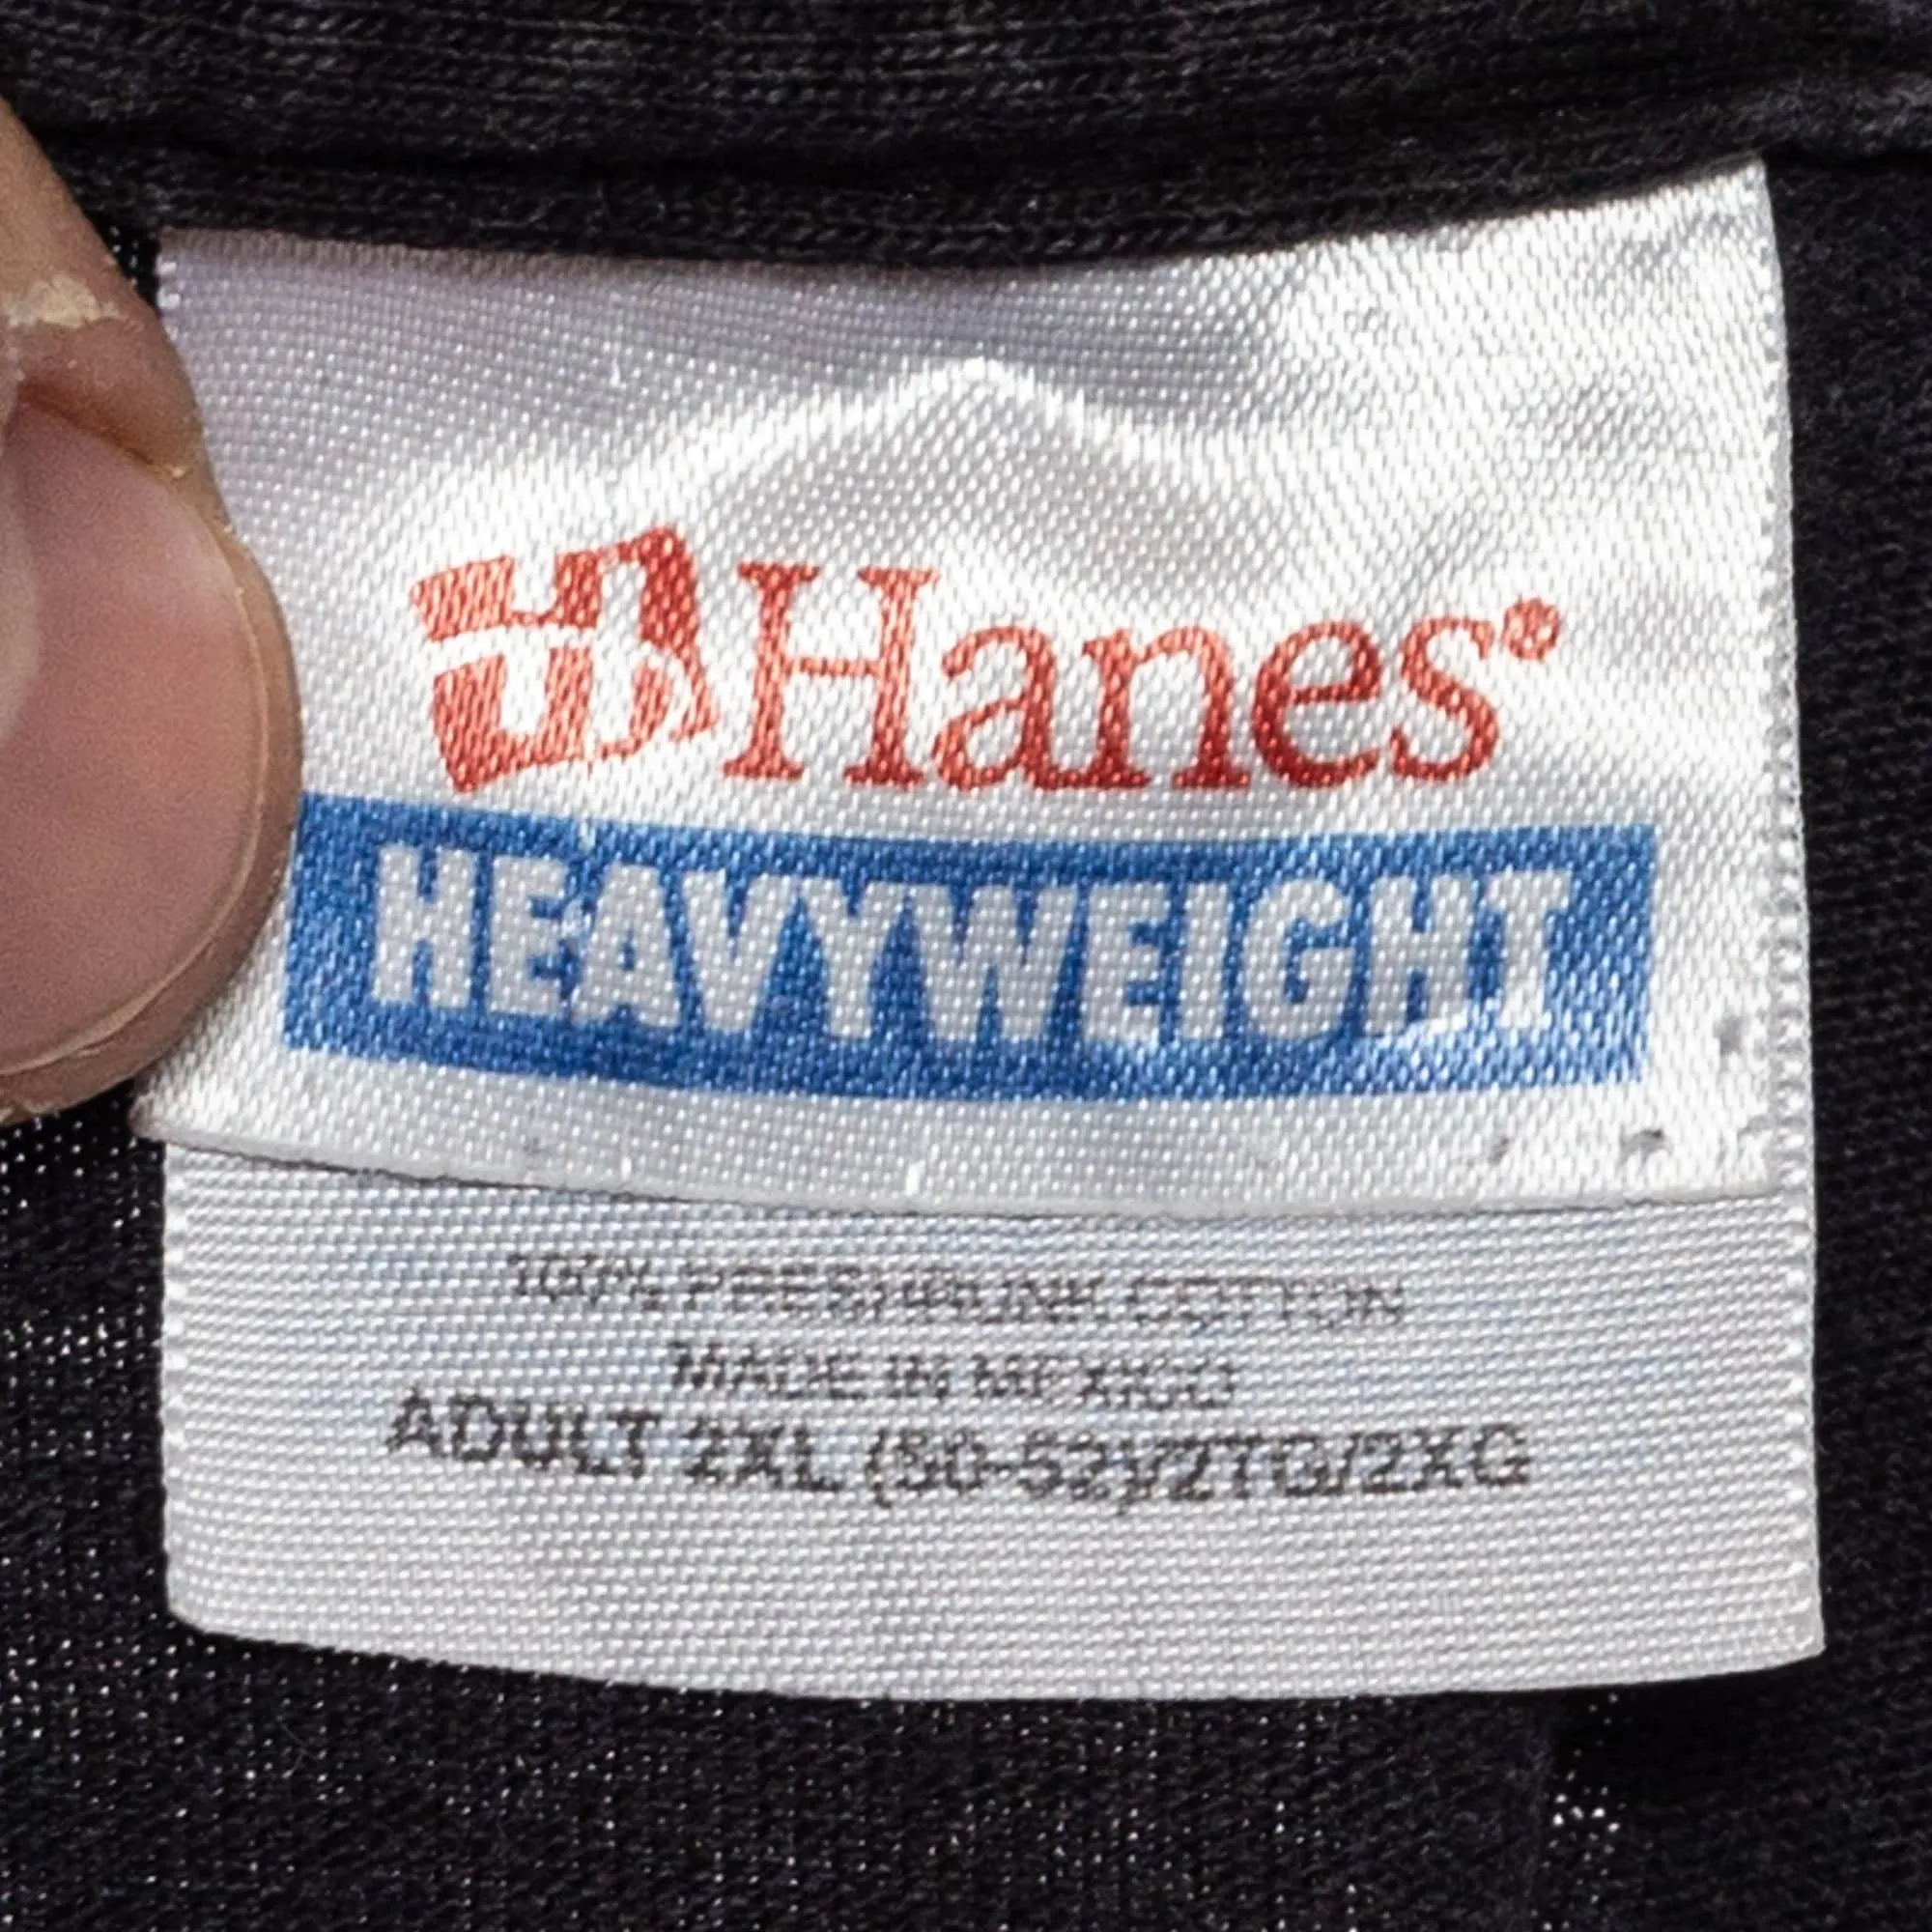 Hanes®
HEAVYWEIGHT
100% PRESHRUNK COTTON
MADE IN MEXICO
ADULT 2XL (50-52)/2TG/2XG